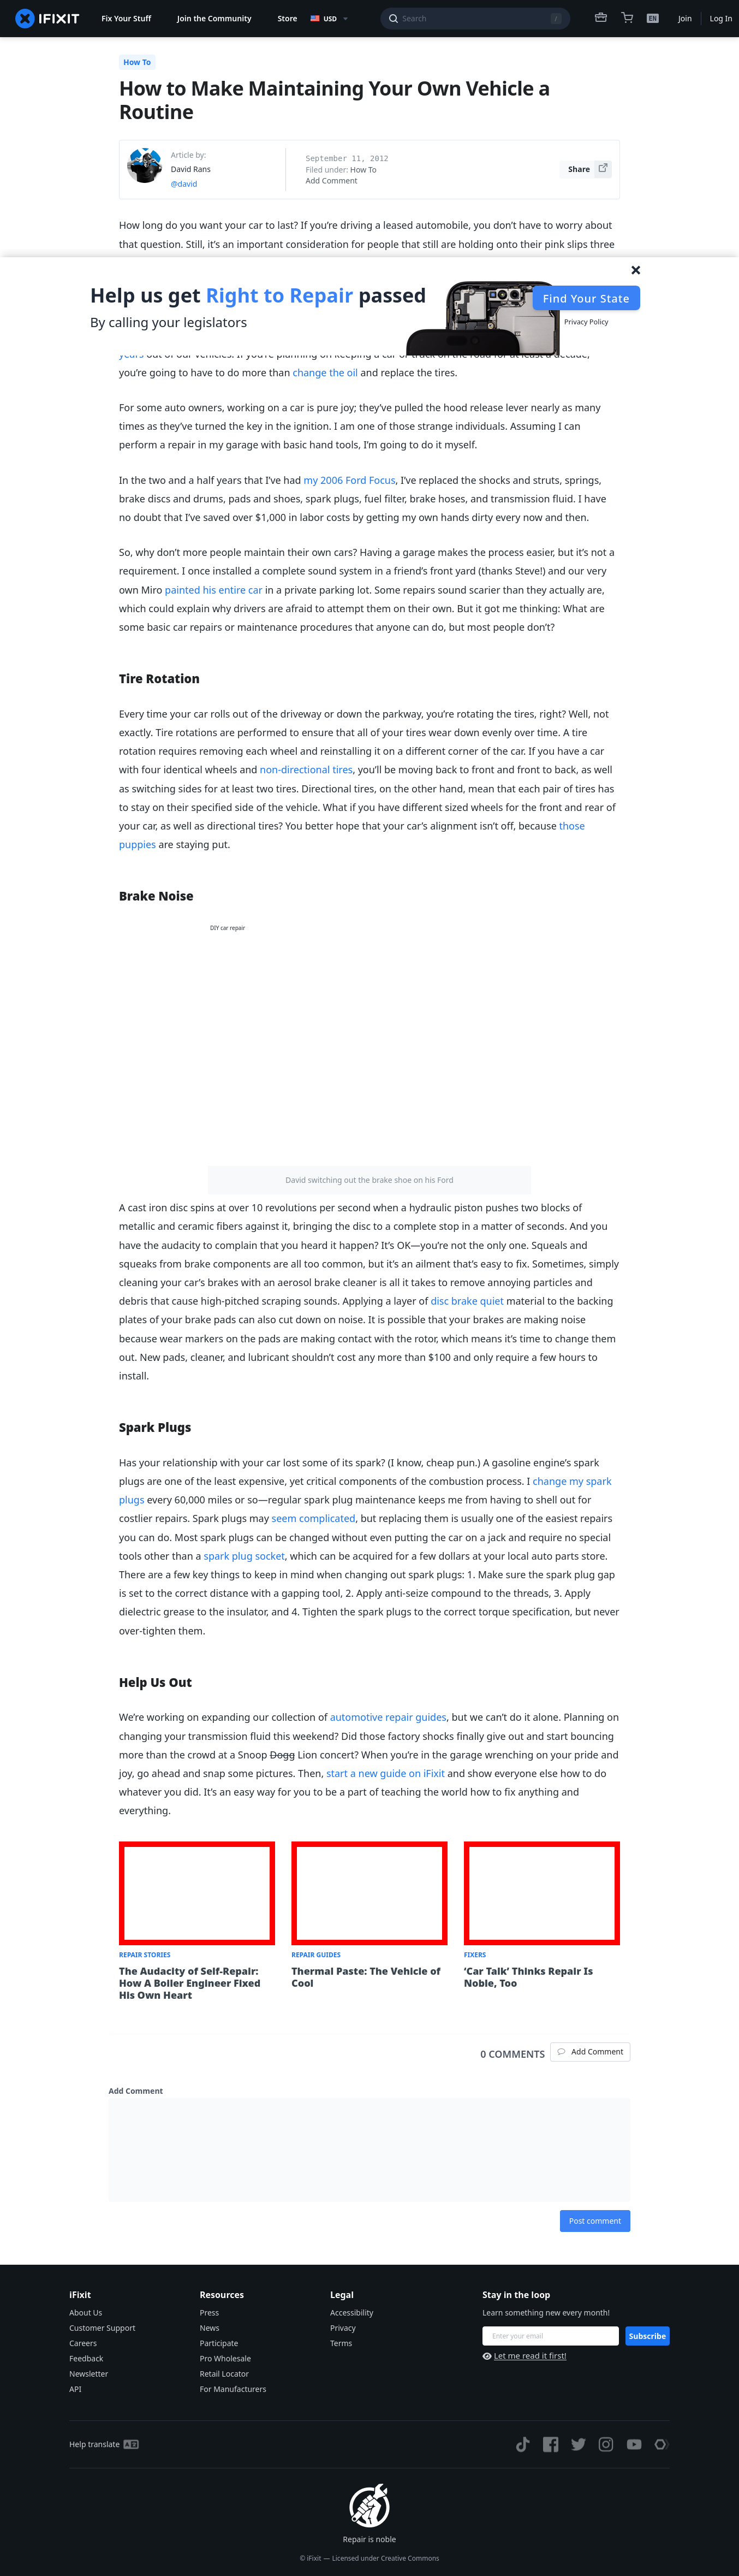 IFIXIT
Fix Your Stuff
Join the Community
Store
USD
Search
/
EN
Join
Log In
How To
How to Make Maintaining Your Own Vehicle a
Routine
Article by:
David Rans
@david
September 11, 2012
Filed under: How To
Add Comment
Share
How long do you want your car to last? If you’re driving a leased automobile, you don’t have to worry about
that question. Still, it’s an important consideration for people that still are holding onto their pink slips three
Help us get Right to Repair passed
By calling your legislators
Find Your State
Privacy Policy
you’re going to have to do more than change the oil and replace the tires.
For some auto owners, working on a car is pure joy; they’ve pulled the hood release lever nearly as many
times as they’ve turned the key in the ignition. I am one of those strange individuals. Assuming I can
perform a repair in my garage with basic hand tools, I’m going to do it myself.
In the two and a half years that I’ve had my 2006 Ford Focus, I’ve replaced the shocks and struts, springs,
brake discs and drums, pads and shoes, spark plugs, fuel filter, brake hoses, and transmission fluid. I have
no doubt that I’ve saved over $1,000 in labor costs by getting my own hands dirty every now and then.
So, why don’t more people maintain their own cars? Having a garage makes the process easier, but it’s not a
requirement. I once installed a complete sound system in a friend’s front yard (thanks Steve!) and our very
own Miro painted his entire car in a private parking lot. Some repairs sound scarier than they actually are,
which could explain why drivers are afraid to attempt them on their own. But it got me thinking: What are
some basic car repairs or maintenance procedures that anyone can do, but most people don’t?
Tire Rotation
Every time your car rolls out of the driveway or down the parkway, you’re rotating the tires, right? Well, not
exactly. Tire rotations are performed to ensure that all of your tires wear down evenly over time. A tire
rotation requires removing each wheel and reinstalling it on a different corner of the car. If you have a car
with four identical wheels and non-directional tires, you’ll be moving back to front and front to back, as well
as switching sides for at least two tires. Directional tires, on the other hand, mean that each pair of tires has
to stay on their specified side of the vehicle. What if you have different sized wheels for the front and rear of
your car, as well as directional tires? You better hope that your car’s alignment isn’t off, because those
puppies are staying put.
Brake Noise
DIY car repair
David switching out the brake shoe on his Ford
A cast iron disc spins at over 10 revolutions per second when a hydraulic piston pushes two blocks of
metallic and ceramic fibers against it, bringing the disc to a complete stop in a matter of seconds. And you
have the audacity to complain that you heard it happen? It’s OK—you’re not the only one. Squeals and
squeaks from brake components are all too common, but it’s an ailment that’s easy to fix. Sometimes, simply
cleaning your car’s brakes with an aerosol brake cleaner is all it takes to remove annoying particles and
debris that cause high-pitched scraping sounds. Applying a layer of disc brake quiet material to the backing
plates of your brake pads can also cut down on noise. It is possible that your brakes are making noise
because wear markers on the pads are making contact with the rotor, which means it’s time to change them
out. New pads, cleaner, and lubricant shouldn’t cost any more than $100 and only require a few hours to
install.
Spark Plugs
Has your relationship with your car lost some of its spark? (I know, cheap pun.) A gasoline engine’s spark
plugs are one of the least expensive, yet critical components of the combustion process. I change my spark
plugs every 60,000 miles or so—regular spark plug maintenance keeps me from having to shell out for
costlier repairs. Spark plugs may seem complicated, but replacing them is usually one of the easiest repairs
you can do. Most spark plugs can be changed without even putting the car on a jack and require no special
tools other than a spark plug socket, which can be acquired for a few dollars at your local auto parts store.
There are a few key things to keep in mind when changing out spark plugs: 1. Make sure the spark plug gap
is set to the correct distance with a gapping tool, 2. Apply anti-seize compound to the threads, 3. Apply
dielectric grease to the insulator, and 4. Tighten the spark plugs to the correct torque specification, but never
over-tighten them.
Help Us Out
We’re working on expanding our collection of automotive repair guides, but we can’t do it alone. Planning on
changing your transmission fluid this weekend? Did those factory shocks finally give out and start bouncing
more than the crowd at a Snoop Dogg Lion concert? When you’re in the garage wrenching on your pride and
joy, go ahead and snap some pictures. Then, start a new guide on iFixit and show everyone else how to do
whatever you did. It’s an easy way for you to be a part of teaching the world how to fix anything and
everything.
REPAIR STORIES
The Audacity of Self-Repair:
How A Boiler Engineer Fixed
His Own Heart
REPAIR GUIDES
Thermal Paste: The Vehicle of
Cool
FIXERS
‘Car Talk’ Thinks Repair Is
Noble, Too
0 COMMENTS
Add Comment
Add Comment
Post comment
iFixit
About Us
Customer Support
Careers
Feedback
Newsletter
API
Resources
Press
News
Participate
Pro Wholesale
Retail Locator
For Manufacturers
Legal
Accessibility
Privacy
Terms
Stay in the loop
Learn something new every month!
Enter your email
Subscribe
Let me read it first!
Help translate
Repair is noble
© iFixit — Licensed under Creative Commons